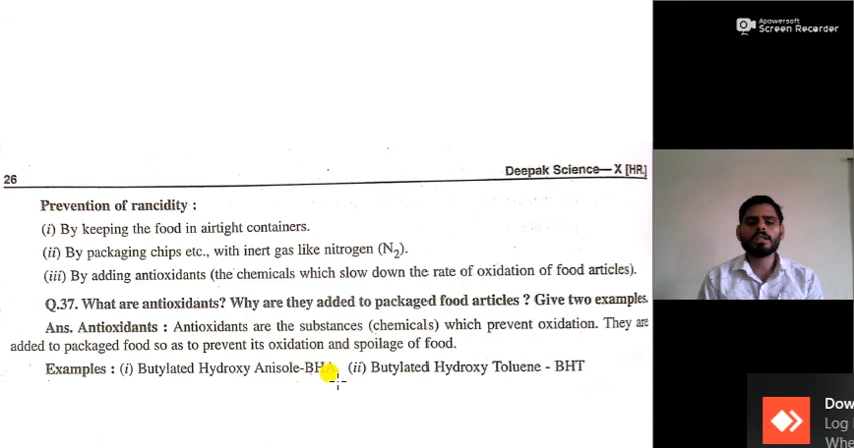 Apowersoft
Screen Recorder
26
Deepak Science—X [HR.]
Prevention of rancidity :
(i) By keeping the food in airtight containers.
(ii) By packaging chips etc., with inert gas like nitrogen (N₂).
(iii) By adding antioxidants (the chemicals which slow down the rate of oxidation of food articles).
Q.37. What are antioxidants? Why are they added to packaged food articles ? Give two examples.
Ans. Antioxidants : Antioxidants are the substances (chemicals) which prevent oxidation. They are
added to packaged food so as to prevent its oxidation and spoilage of food.
Examples : (i) Butylated Hydroxy Anisole-BHA (ii) Butylated Hydroxy Toluene - BHT
Dow
Log
Whe